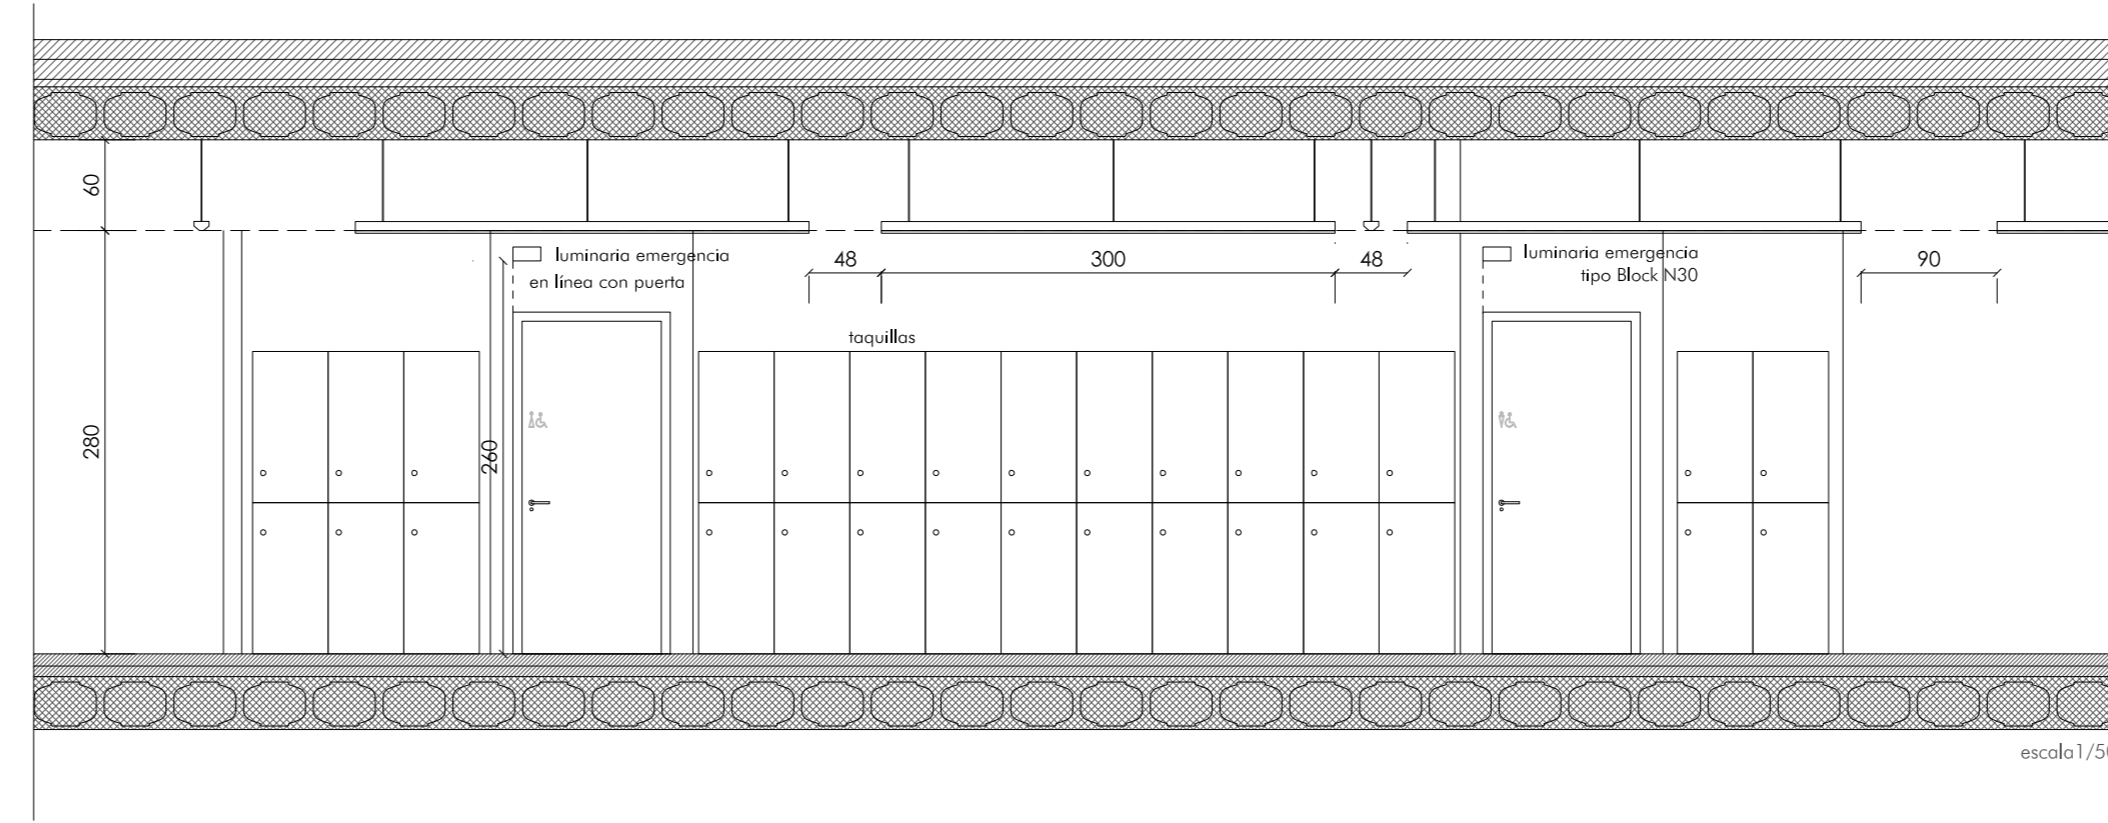 60
luminaria emergencia
en línea con puerta
48
300
48
luminaria emergencia
tipo Block N30
90
taquillas
280
260
escala1/50